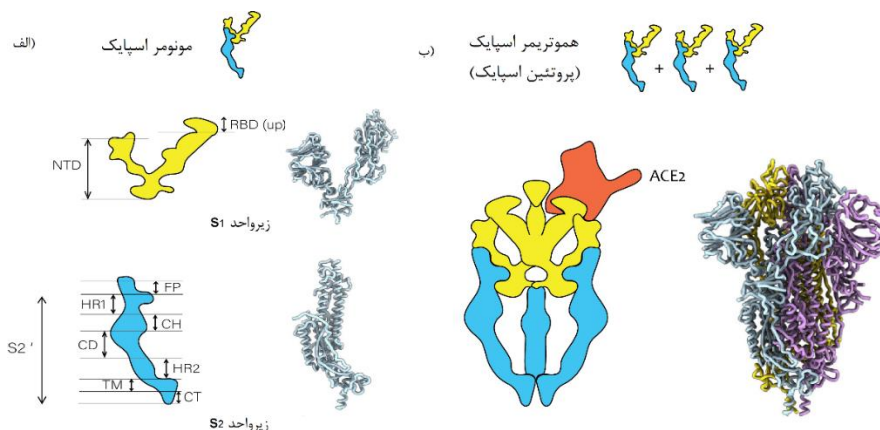 الف)
مونومر اسپایک
RBD (up)
NTD
زیرواحد S1
FP
HR1
CH
S2 '
CD
HR2
TM
CT
زیرواحد S2
ب)
هموتریمر اسپایک
(پروتئین اسپایک)
+ +
ACE2